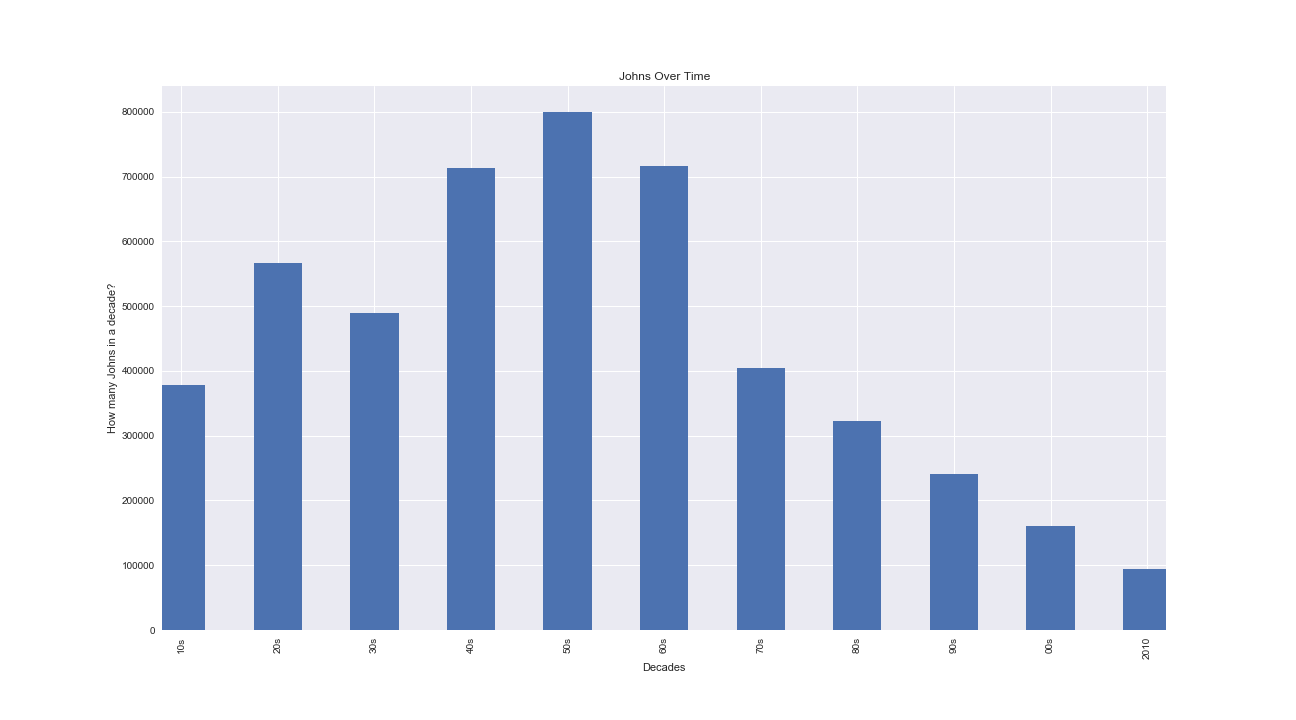 Johns Over Time
How many Johns in a decade?
800000
700000
600000
500000
400000
300000
200000
100000
0
10s
20s
30s
40s
50s
60s
70s
80s
90s
00s
2010
Decades